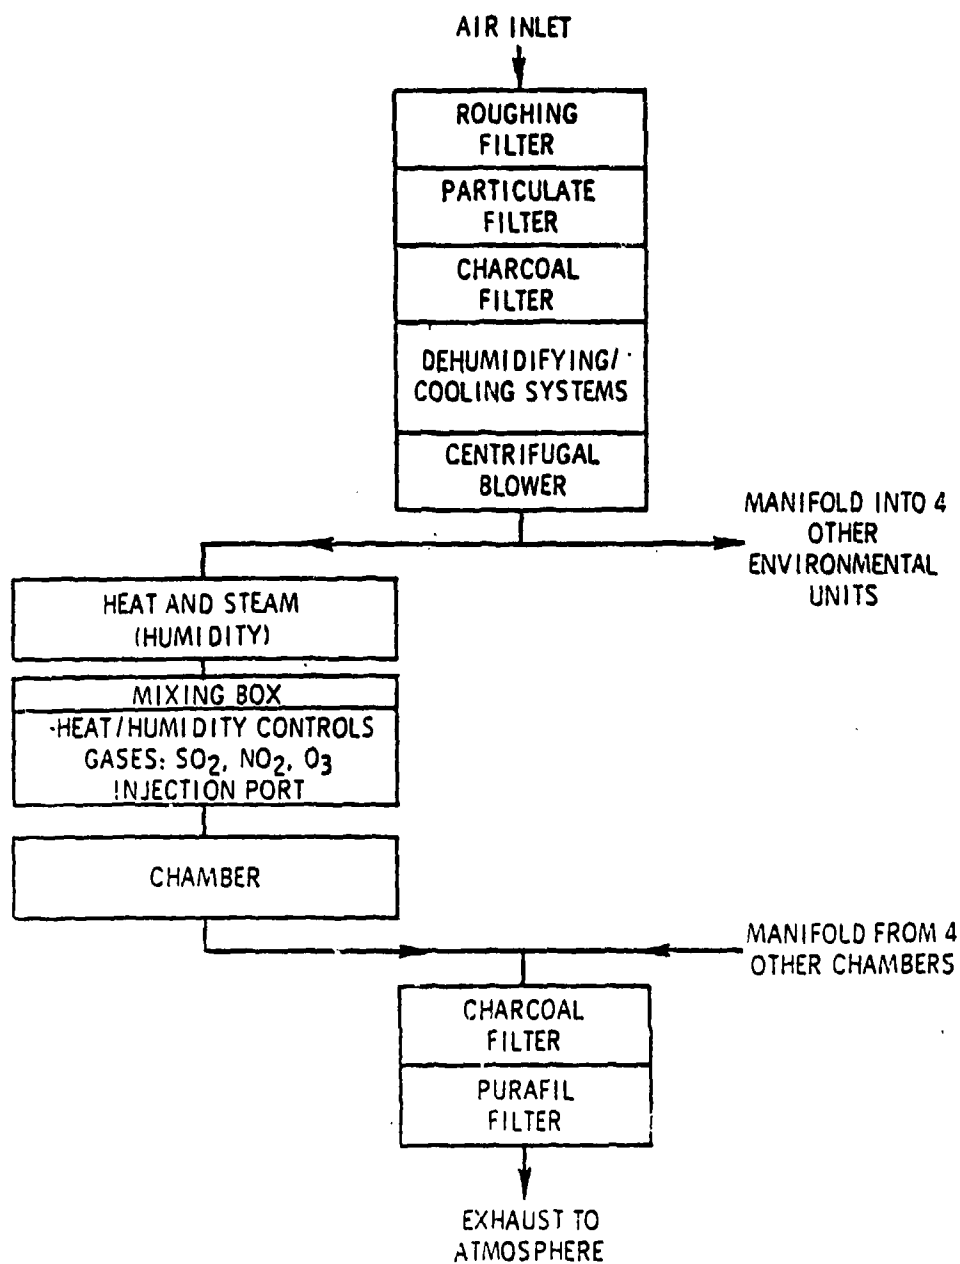 AIR INLET
ROUGHING
FILTER
PARTICULATE
FILTER
CHARCOAL
FILTER
DEHUMIDIFYING/
COOLING SYSTEMS
CENTRIFUGAL
BLOWER
MANIFOLD INTO 4
OTHER
ENVIRONMENTAL
UNITS
HEAT AND STEAM
(HUMIDITY)
MIXING BOX
HEAT/HUMIDITY CONTROLS
GASES: SO2, NO2, O3
INJECTION PORT
CHAMBER
MANIFOLD FROM 4
OTHER CHAMBERS
CHARCOAL
FILTER
PURAFIL
FILTER
EXHAUST TO
ATMOSPHERE